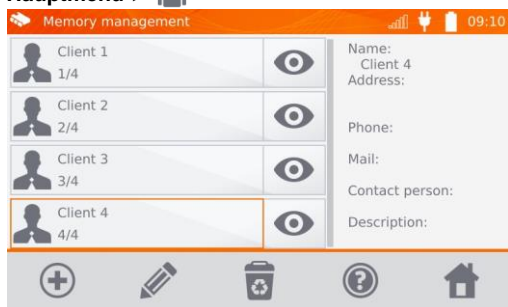 Memory management 09:10
Client 1
1/4
Client 2
2/4
Client 3
3/4
Client 4
4/4
Name:
Client 4
Address:
Phone:
Mail:
Contact person:
Description: